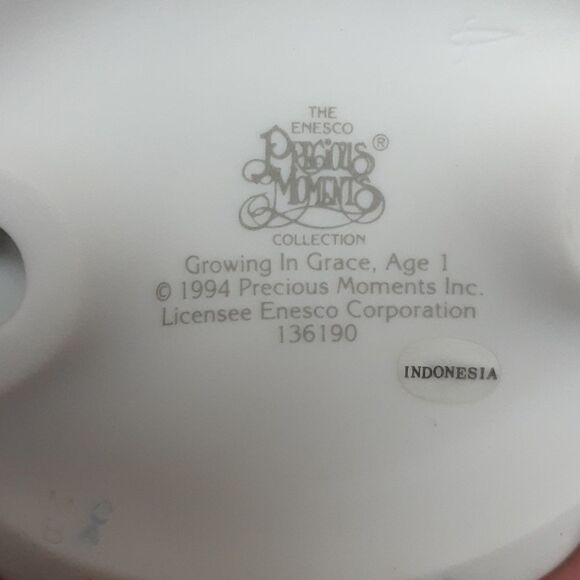 THE
ENESCO
PRECIOUS ®
MOMENTS
COLLECTION
Growing In Grace, Age 1
© 1994 Precious Moments Inc.
Licensee Enesco Corporation
136190
INDONESIA